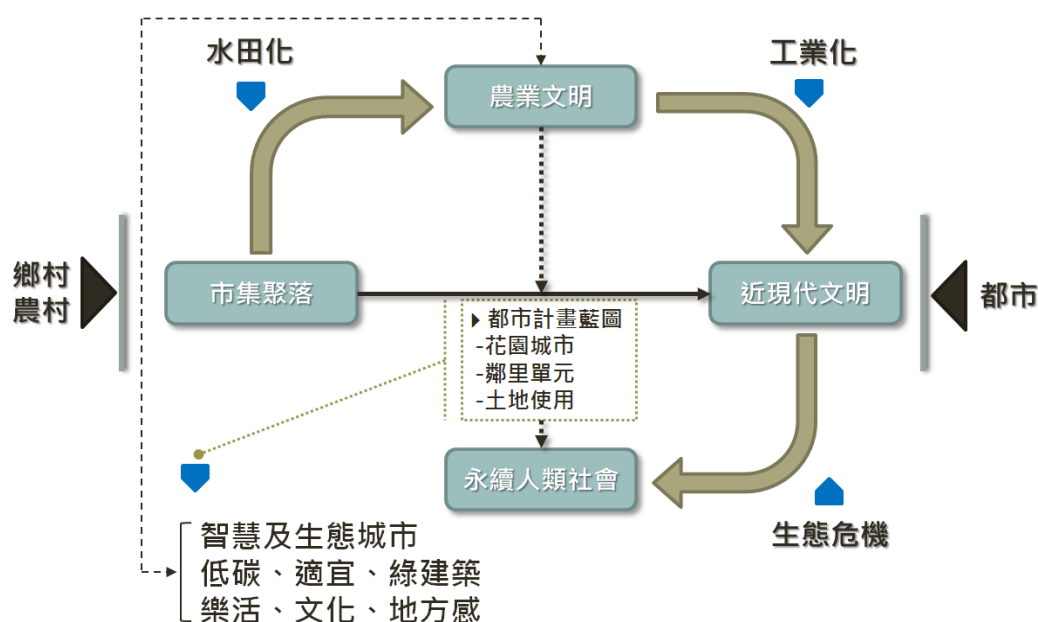 水田化
工業化
農業文明
鄉村
農村
市集聚落
近現代文明
都市
都市計畫藍圖
-花園城市
-鄰里單元
-土地使用
永續人類社會
生態危機
智慧及生態城市
低碳、適宜、綠建築
樂活、文化、地方感